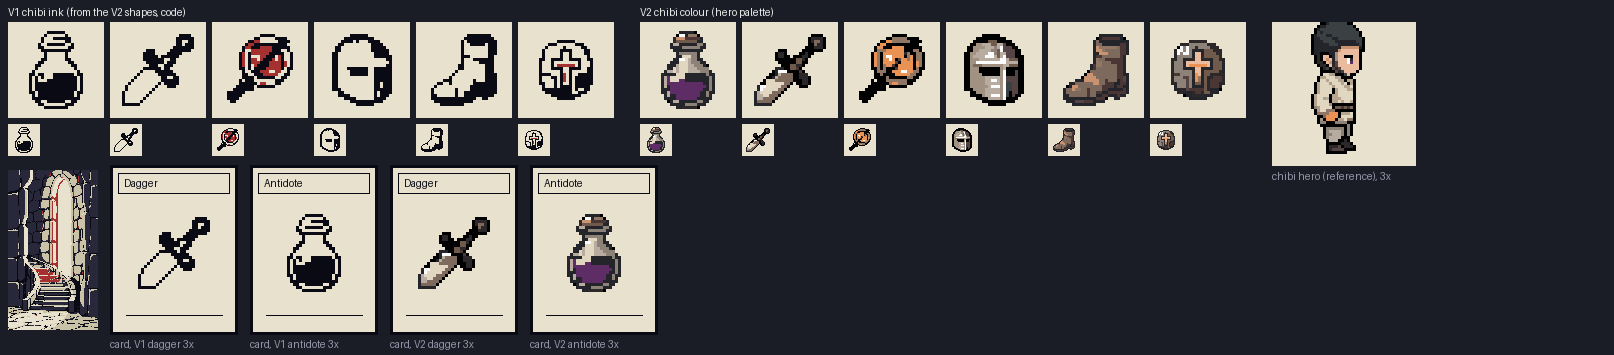 V1 chibi ink (from the V2 shapes, code)
V2 chibi colour (hero palette)
chibi hero (reference), 3x
Dagger
Antidote
Dagger
Antidote
card, V1 dagger 3x
card, V1 antidote 3x
card, V2 dagger 3x
card, V2 antidote 3x